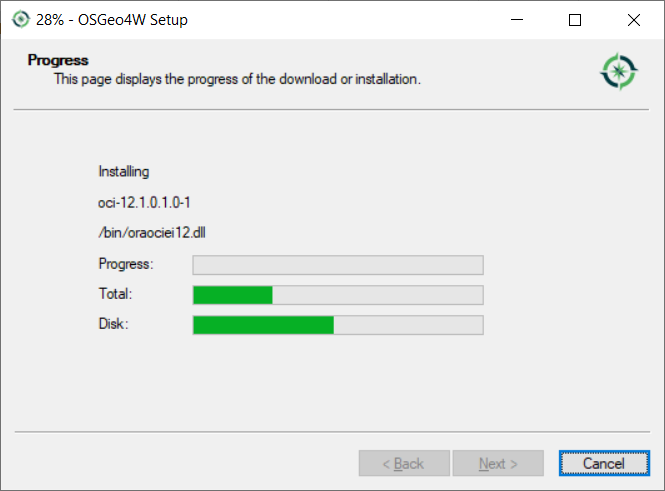 28% - OSGeo4W Setup
Progress
This page displays the progress of the download or installation.
Installing
oci-12.1.0.1.0-1
/bin/oraociei12.dll
Progress:
Total:
Disk:
< Back
Next >
Cancel